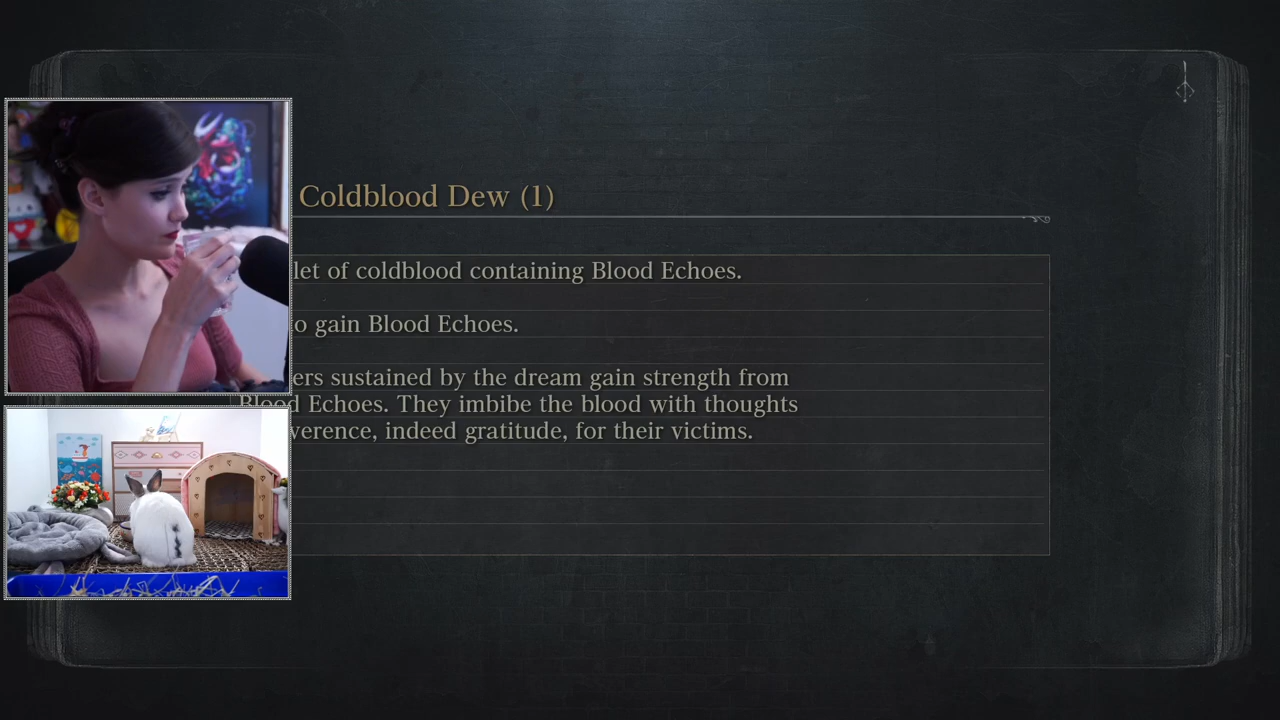 Coldblood Dew (1)
let of coldblood containing Blood Echoes.
o gain Blood Echoes.
ers sustained by the dream gain strength from
Blood Echoes. They imbibe the blood with thoughts
verence, indeed gratitude, for their victims.